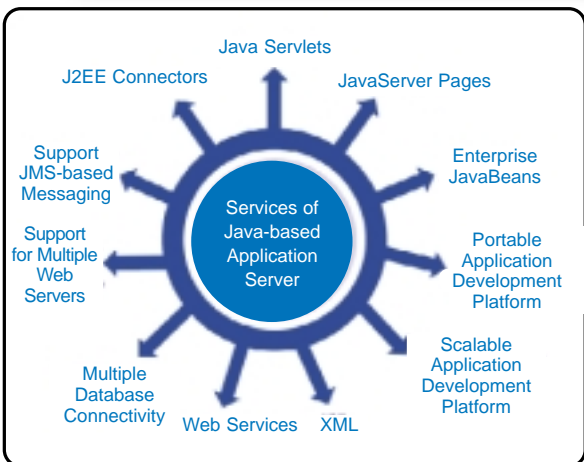 Java Servlets
J2EE Connectors
JavaServer Pages
Support
JMS-based
Messaging
Enterprise
JavaBeans
Services of
Java-based
Application
Server
Support
for Multiple
Web
Servers
Portable
Application
Development
Platform
Multiple
Database
Connectivity
Scalable
Application
Development
Platform
Web Services
XML